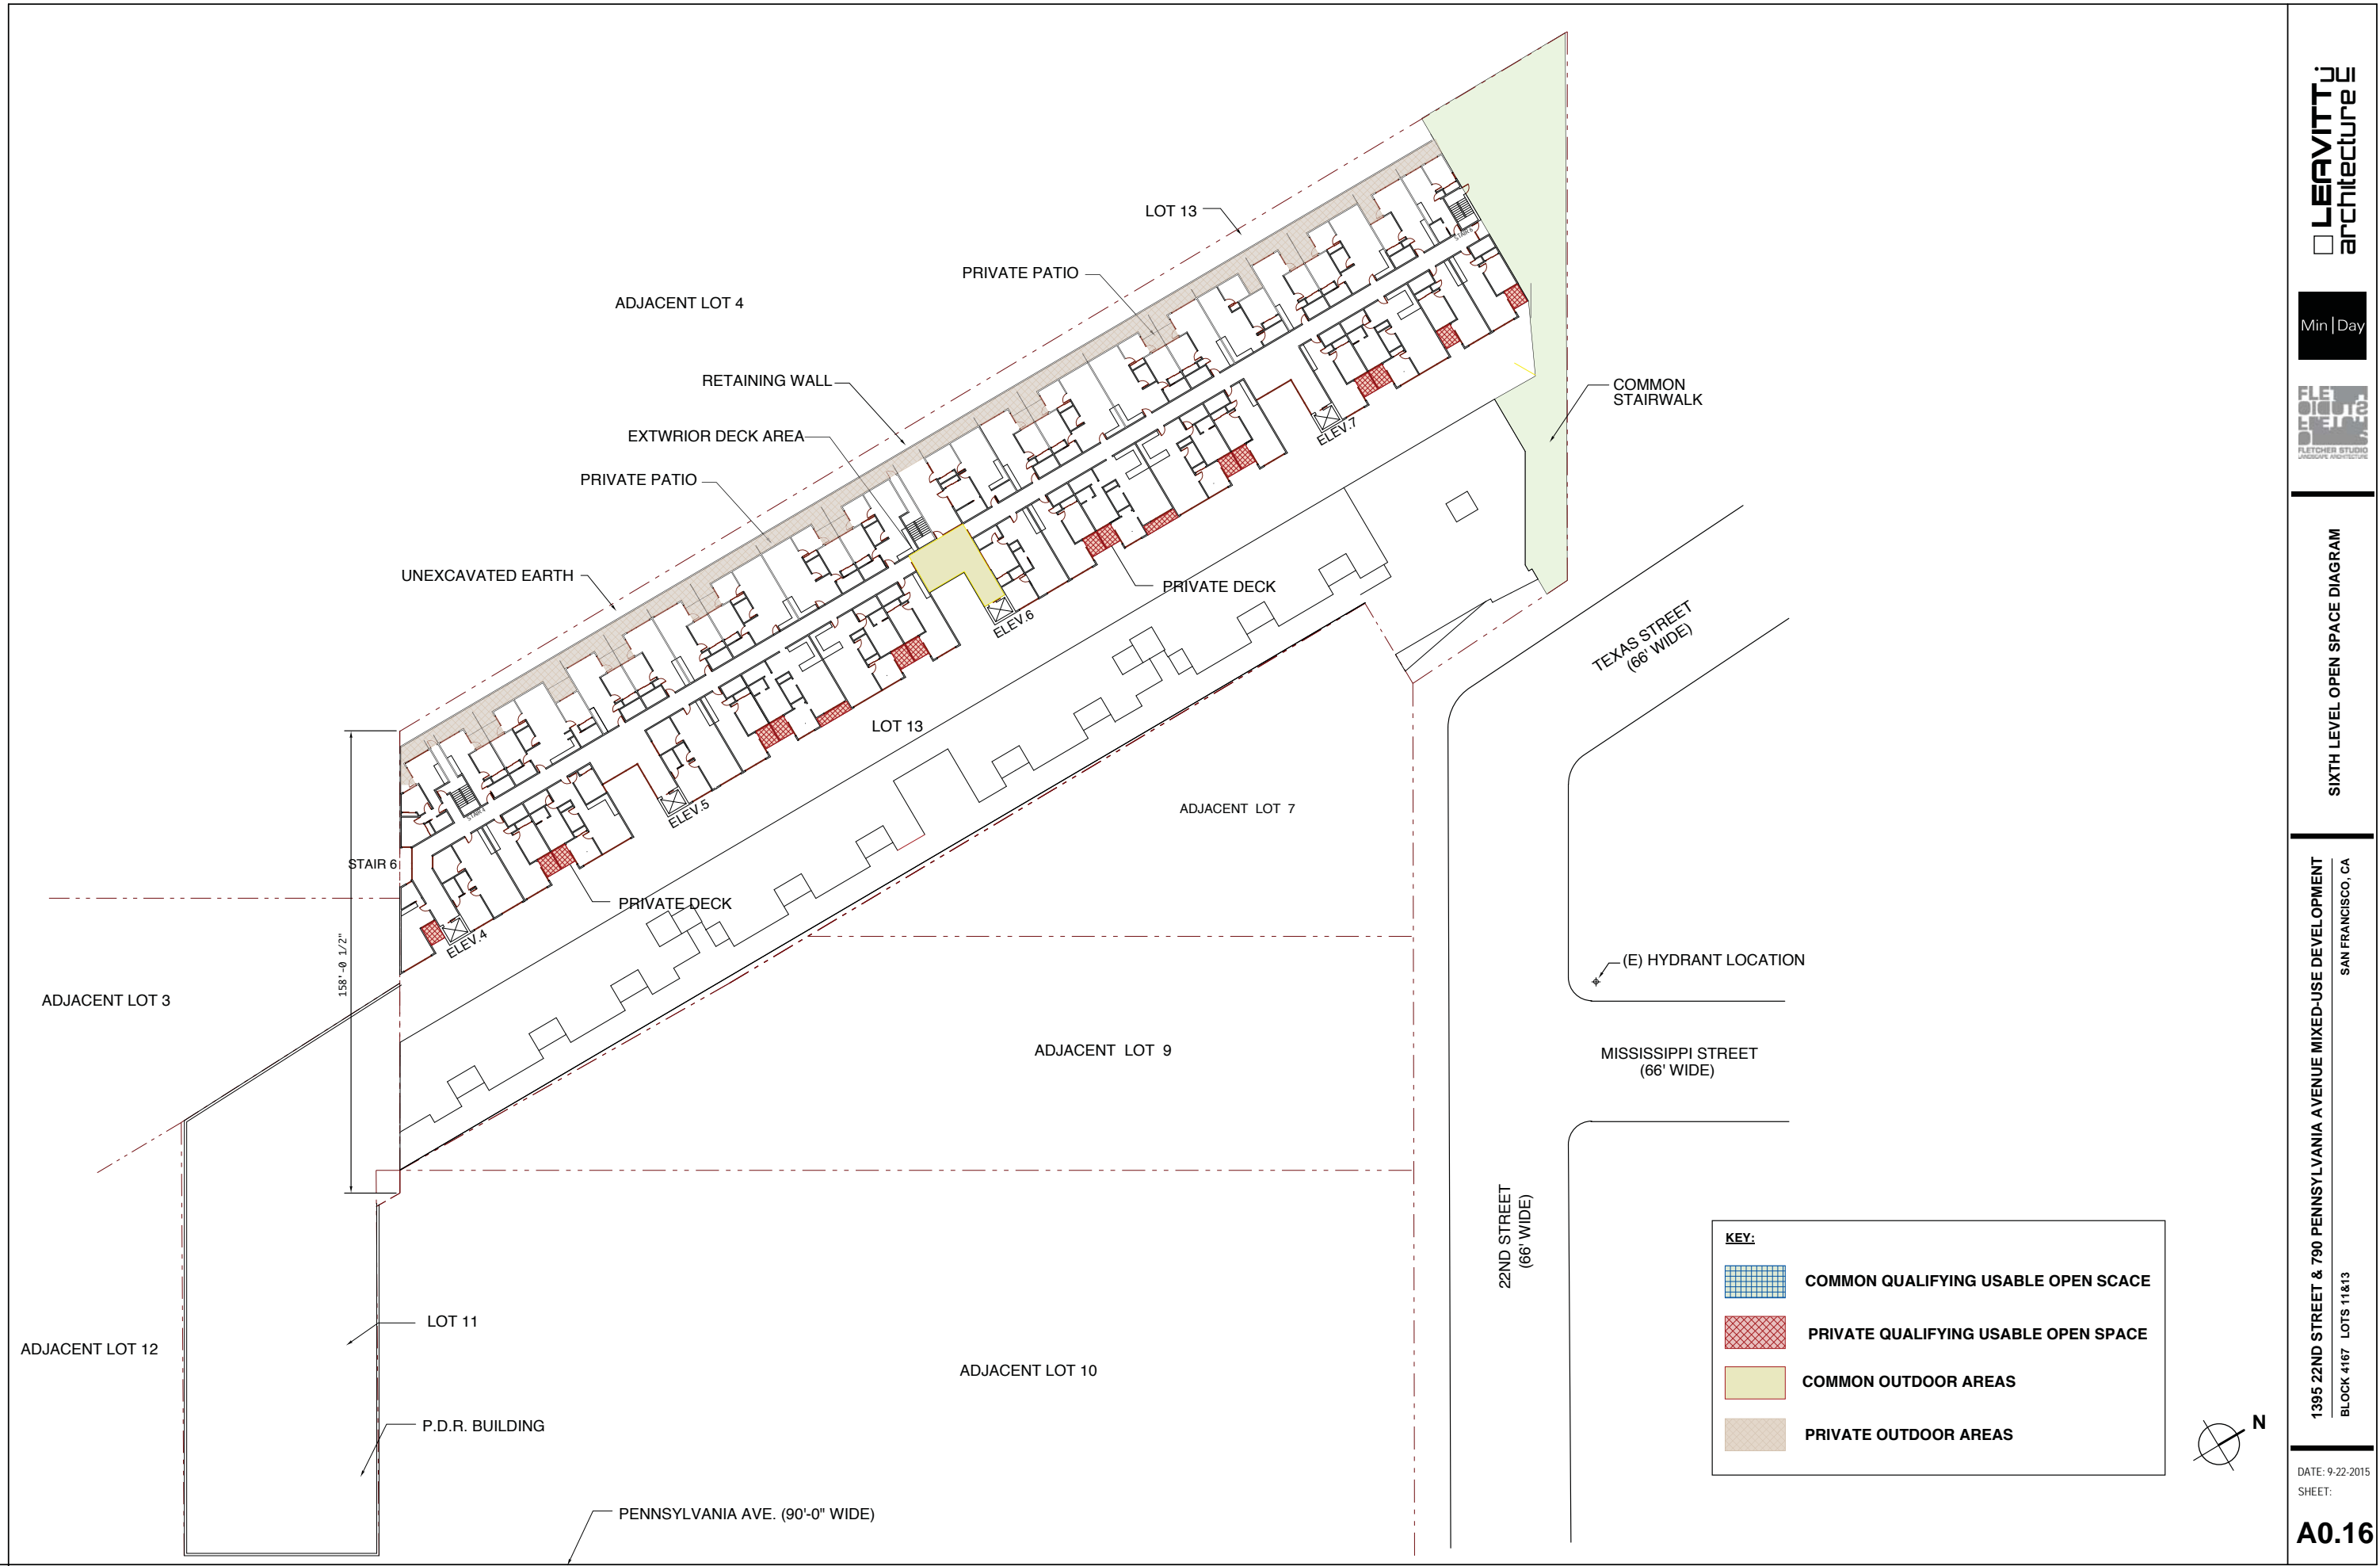 LOT 13
PRIVATE PATIO
ADJACENT LOT 4
RETAINING WALL
EXTWRIOR DECK AREA
PRIVATE PATIO
UNEXCAVATED EARTH
COMMON
STAIRWALK
STAIR 6
ELEV.7
PRIVATE DECK
ELEV.6
TEXAS STREET
(66' WIDE)
LOT 13
ELEV.5
ADJACENT LOT 7
STAIR 6
PRIVATE DECK
ELEV.4
158'-0 1/2"
ADJACENT LOT 3
(E) HYDRANT LOCATION
ADJACENT LOT 9
MISSISSIPPI STREET
(66' WIDE)
22ND STREET
(66' WIDE)
LOT 11
ADJACENT LOT 12
ADJACENT LOT 10
P.D.R. BUILDING
PENNSYLVANIA AVE. (90'-0" WIDE)
KEY:
COMMON QUALIFYING USABLE OPEN SCACE
PRIVATE QUALIFYING USABLE OPEN SPACE
COMMON OUTDOOR AREAS
PRIVATE OUTDOOR AREAS
N
LEAVITT
architecture
Min|Day
FLETCHER STUDIO
LANDSCAPE ARCHITECTURE
SIXTH LEVEL OPEN SPACE DIAGRAM
1395 22ND STREET & 790 PENNSYLVANIA AVENUE MIXED-USE DEVELOPMENT
BLOCK 4167 LOTS 11&13
SAN FRANCISCO, CA
DATE: 9-22-2015
SHEET:
A0.16